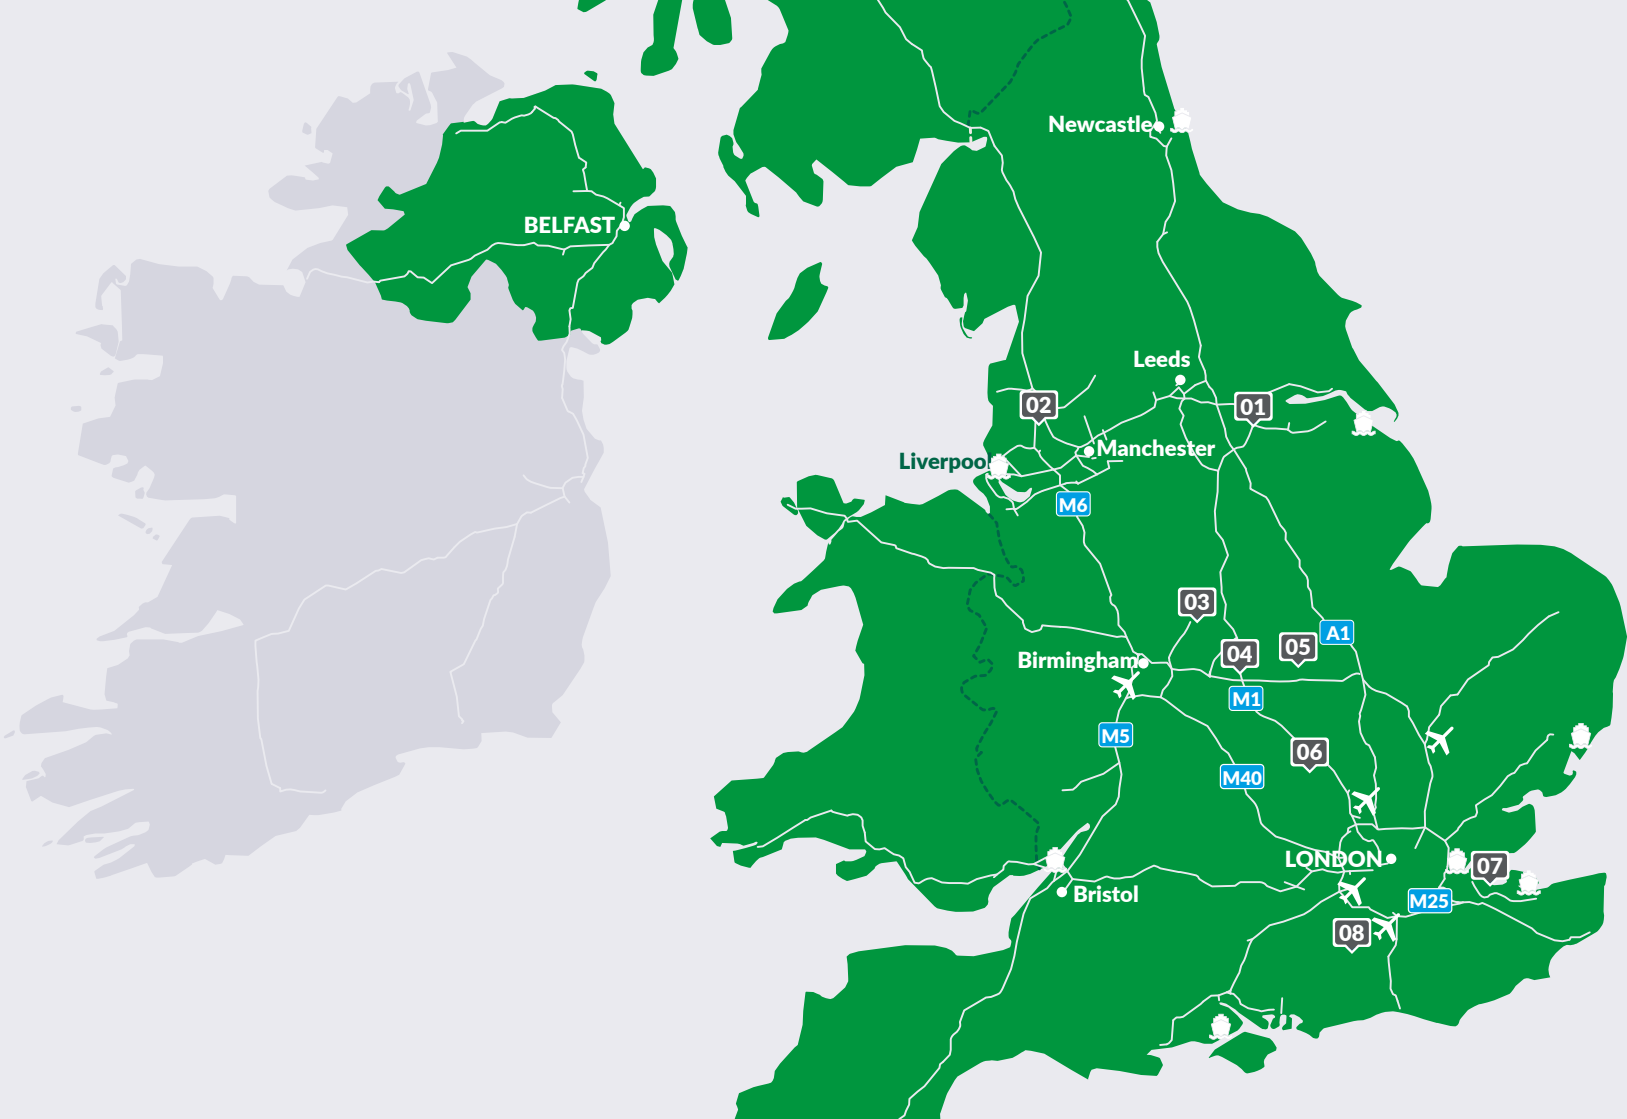 Newcastle
BELFAST
Leeds
02
01
Manchester
Liverpool
M6
03
A1
04
05
Birmingham
M1
M5
06
M40
LONDON
07
Bristol
M25
08